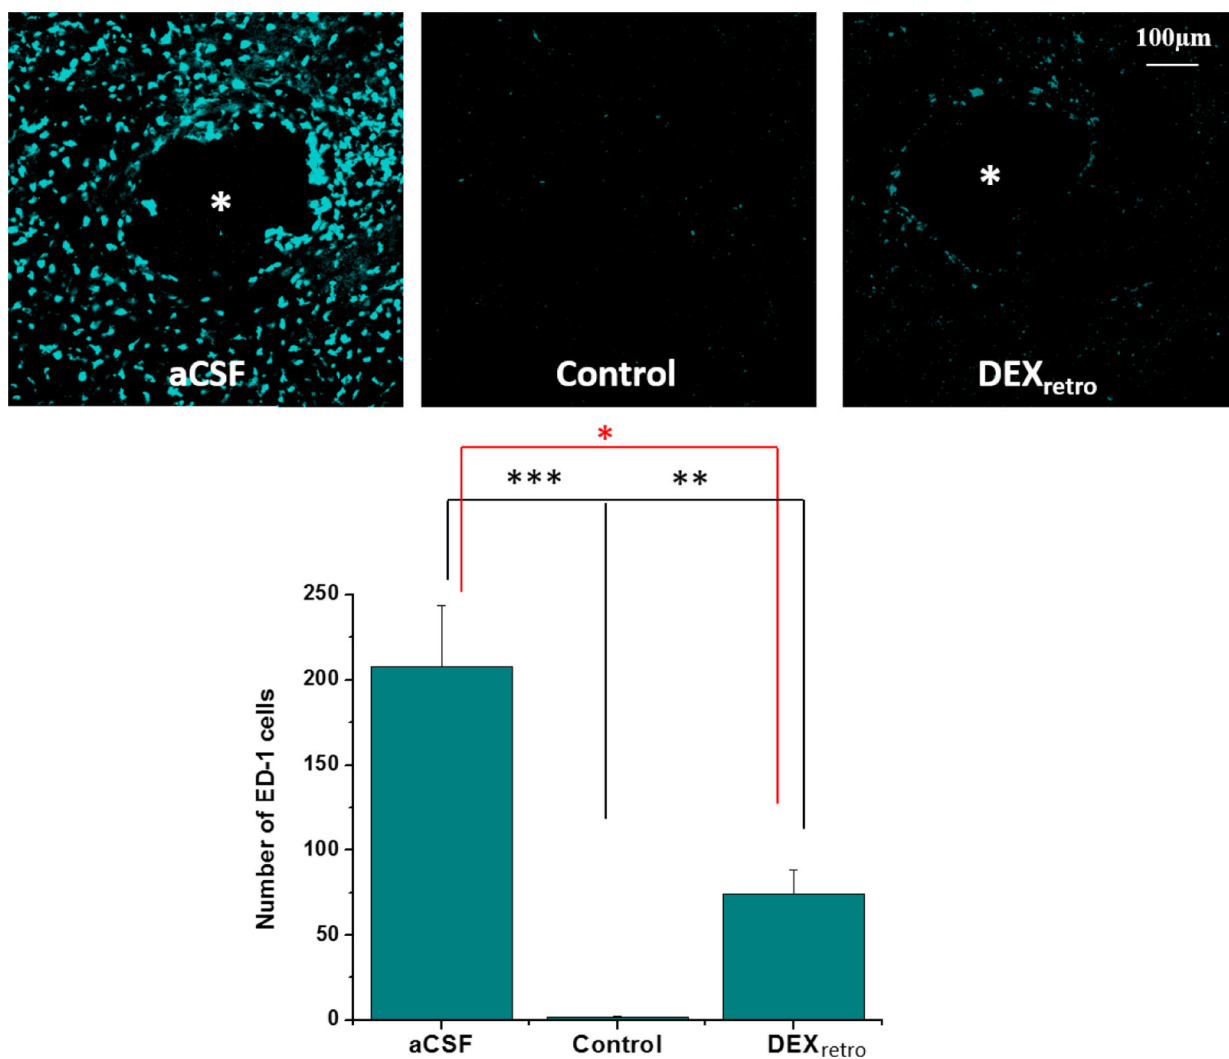 100µm
*
*
aCSF
Control
DEXretro
*
***
**
250
200
150
100
50
0
Number of ED-1 cells
aCSF
Control
DEXretro